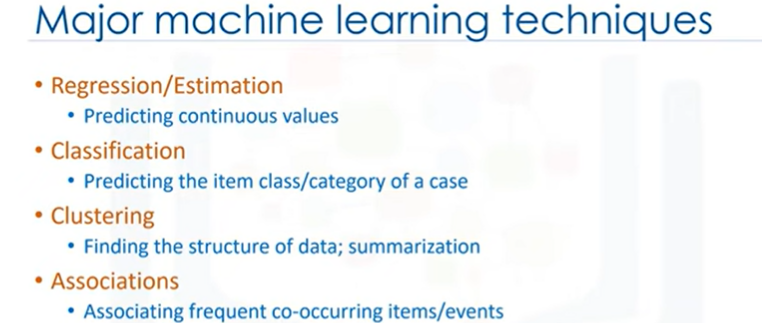 Major machine learning techniques
• Regression/Estimation
• Predicting continuous values
• Classification
• Predicting the item class/category of a case
• Clustering
• Finding the structure of data; summarization
• Associations
• Associating frequent co-occurring items/events